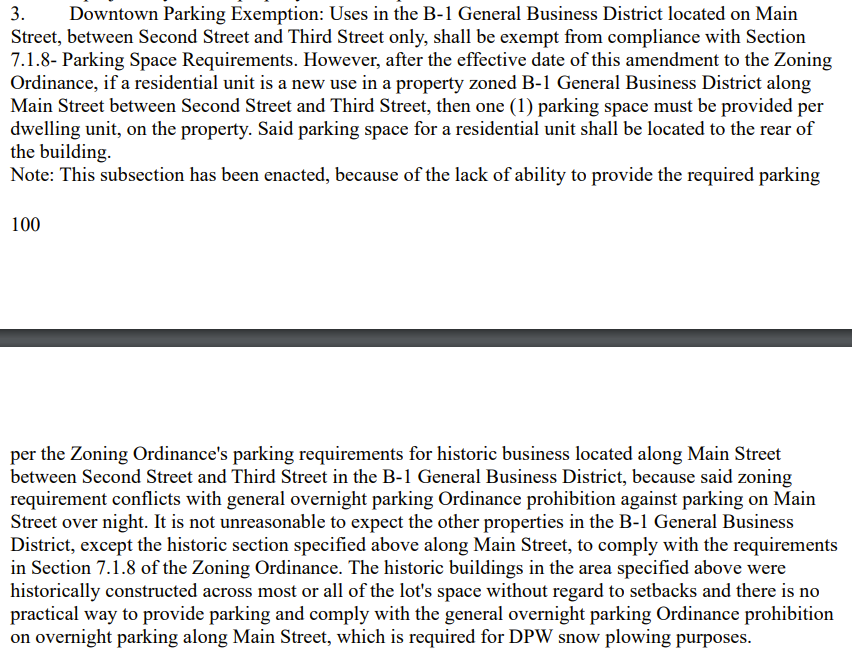 3. Downtown Parking Exemption: Uses in the B-1 General Business District located on Main
Street, between Second Street and Third Street only, shall be exempt from compliance with Section
7.1.8- Parking Space Requirements. However, after the effective date of this amendment to the Zoning
Ordinance, if a residential unit is a new use in a property zoned B-1 General Business District along
Main Street between Second Street and Third Street, then one (1) parking space must be provided per
dwelling unit, on the property. Said parking space for a residential unit shall be located to the rear of
the building.
Note: This subsection has been enacted, because of the lack of ability to provide the required parking
100
per the Zoning Ordinance's parking requirements for historic business located along Main Street
between Second Street and Third Street in the B-1 General Business District, because said zoning
requirement conflicts with general overnight parking Ordinance prohibition against parking on Main
Street over night. It is not unreasonable to expect the other properties in the B-1 General Business
District, except the historic section specified above along Main Street, to comply with the requirements
in Section 7.1.8 of the Zoning Ordinance. The historic buildings in the area specified above were
historically constructed across most or all of the lot's space without regard to setbacks and there is no
practical way to provide parking and comply with the general overnight parking Ordinance prohibition
on overnight parking along Main Street, which is required for DPW snow plowing purposes.